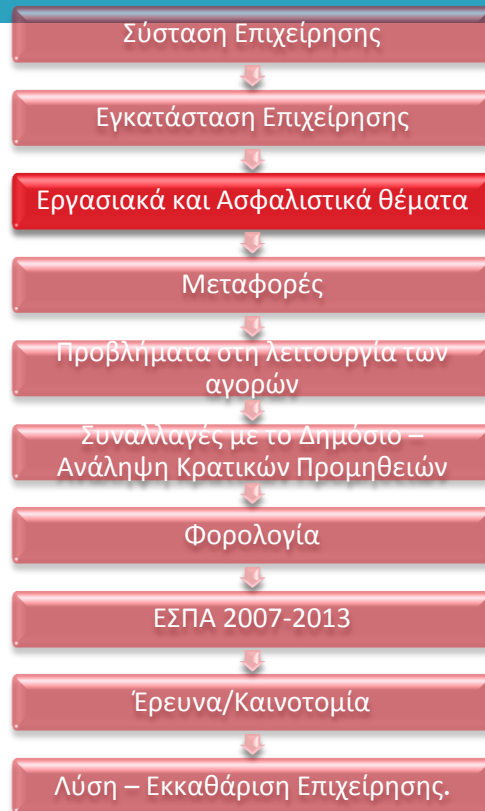 Σύσταση Επιχείρησης
Εγκατάσταση Επιχείρησης
Εργασιακά και Ασφαλιστικά θέματα
Μεταφορές
Προβλήματα στη λειτουργία των
αγορών
Συναλλαγές με το Δημόσιο –
Ανάληψη Κρατικών Προμηθειών
Φορολογία
ΕΣΠΑ 2007-2013
Έρευνα/Καινοτομία
Λύση – Εκκαθάριση Επιχείρησης.